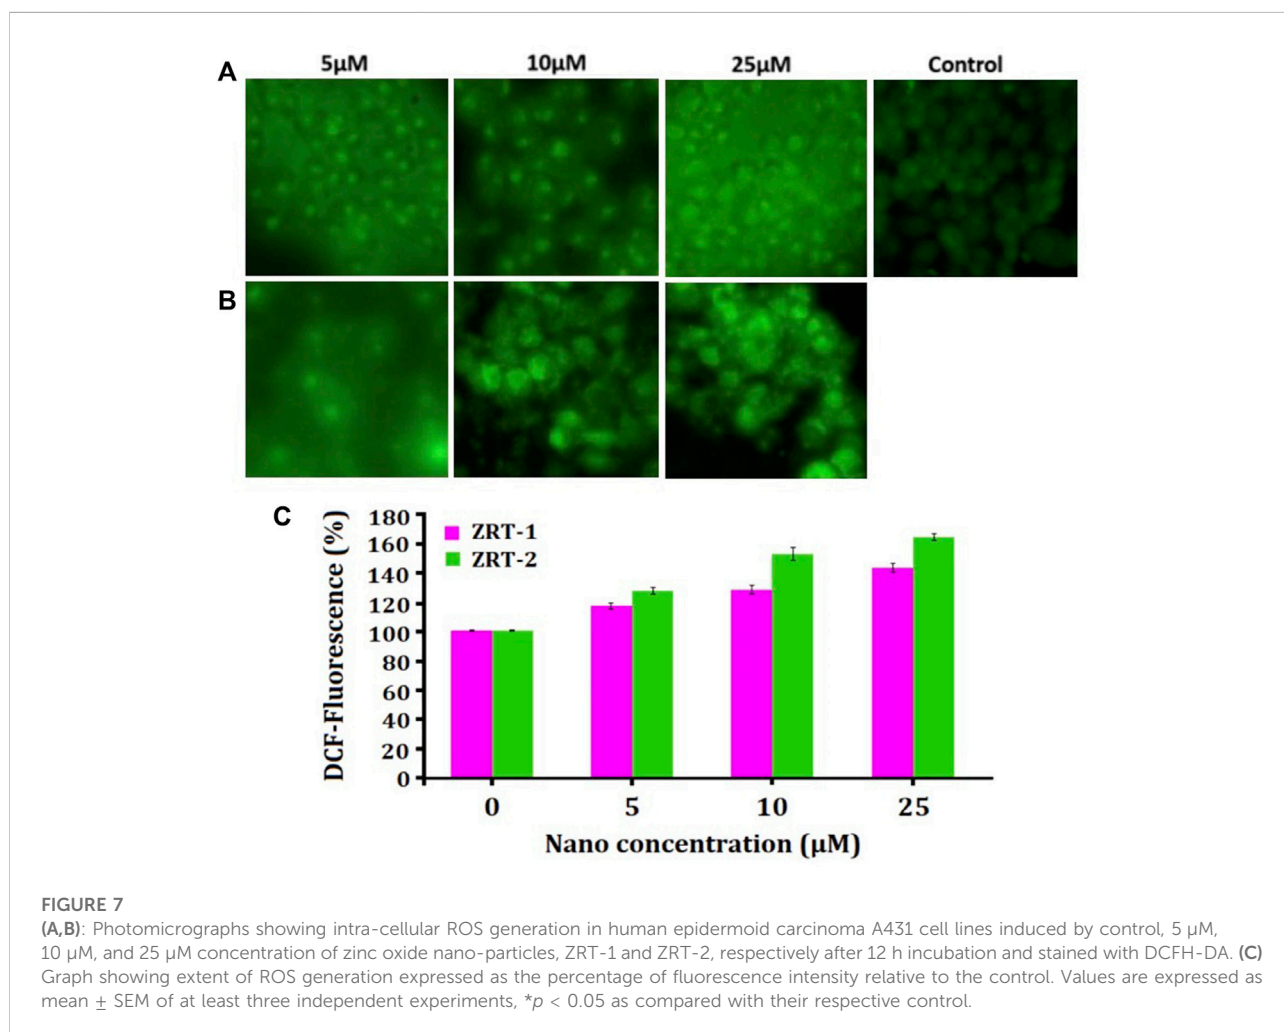 5µM 10µM 25µM Control
A
B
C
DCF-Fluorescence (%)
180
160
140
120
100
80
60
40
20
0
ZRT-1
ZRT-2
0 5 10 25
Nano concentration (µM)
FIGURE 7
(A,B): Photomicrographs showing intra-cellular ROS generation in human epidermoid carcinoma A431 cell lines induced by control, 5 µM,
10 µM, and 25 µM concentration of zinc oxide nano-particles, ZRT-1 and ZRT-2, respectively after 12 h incubation and stained with DCFH-DA. (C)
Graph showing extent of ROS generation expressed as the percentage of fluorescence intensity relative to the control. Values are expressed as
mean ± SEM of at least three independent experiments, *p < 0.05 as compared with their respective control.